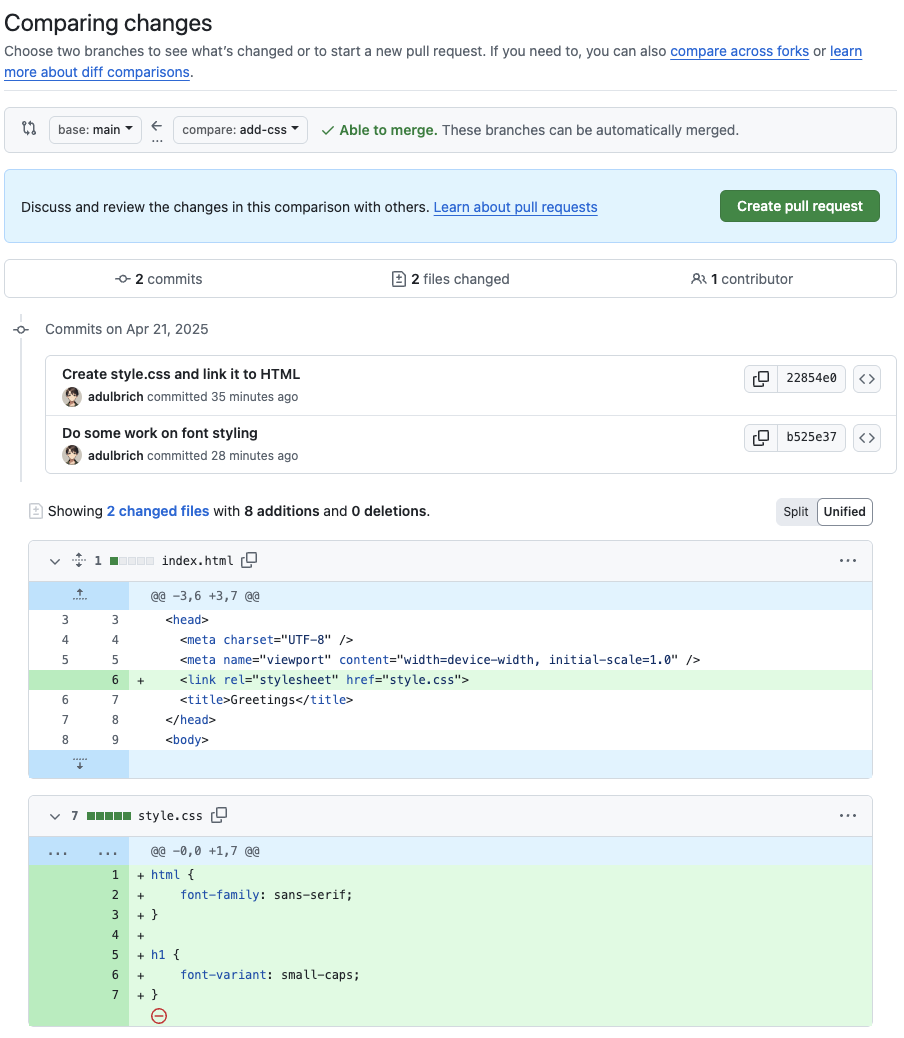 Comparing changes
Choose two branches to see what's changed or to start a new pull request. If you need to, you can also compare across forks or learn
more about diff comparisons.
base: main ← ... compare: add-css ✓ Able to merge. These branches can be automatically merged.
Discuss and review the changes in this comparison with others. Learn about pull requests Create pull request
2 commits 2 files changed 1 contributor
Commits on Apr 21, 2025
Create style.css and link it to HTML 22854e0 <>
adulbrich committed 35 minutes ago
Do some work on font styling b525e37 <>
adulbrich committed 28 minutes ago
Showing 2 changed files with 8 additions and 0 deletions. Split Unified
1 index.html ...
@@ -3,6 +3,7 @@
3 3 <head>
4 4 <meta charset="UTF-8" />
5 5 <meta name="viewport" content="width=device-width, initial-scale=1.0" />
6 + <link rel="stylesheet" href="style.css">
6 7 <title>Greetings</title>
7 8 </head>
8 9 <body>
7 style.css ...
... ... @@ -0,0 +1,7 @@
1 + html {
2 + font-family: sans-serif;
3 + }
4 +
5 + h1 {
6 + font-variant: small-caps;
7 + }